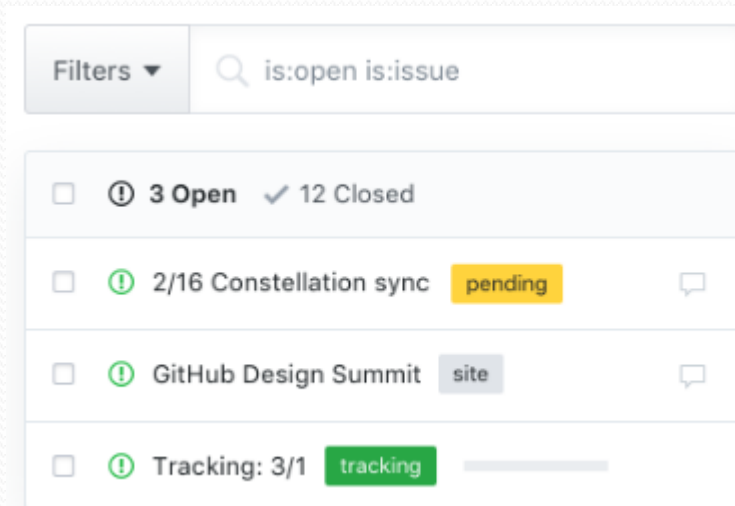 Filters is:open is:issue
3 Open 12 Closed
2/16 Constellation sync pending
GitHub Design Summit site
Tracking: 3/1 tracking